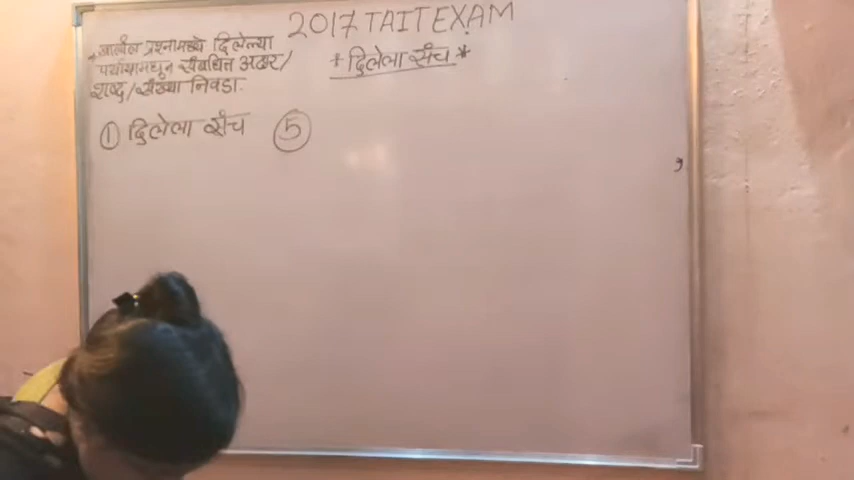 2017 TAIT EXAM
* खालील प्रश्नामध्ये दिलेल्या
पर्यायामधून संबंधित अक्षर/
शब्द/संख्या निवडा.
* दिलेला संच *
① दिलेला संच ⑤